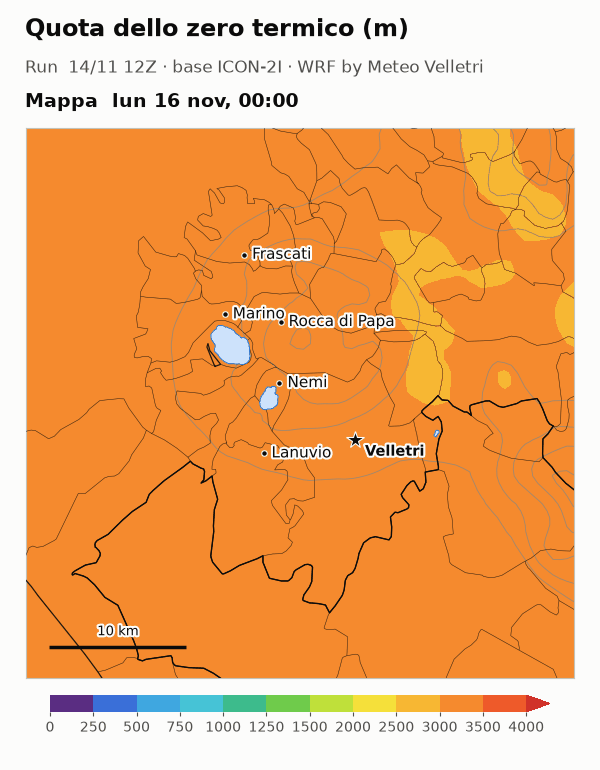 Quota dello zero termico (m)
Run  14/11 12Z · base ICON-2I · WRF by Meteo Velletri
Mappa  lun 16 nov, 00:00
Frascati
Marino
Rocca di Papa
Nemi
Velletri
Lanuvio
10 km
0 250 500 750 1000 1250 1500 2000 2500 3000 3500 4000